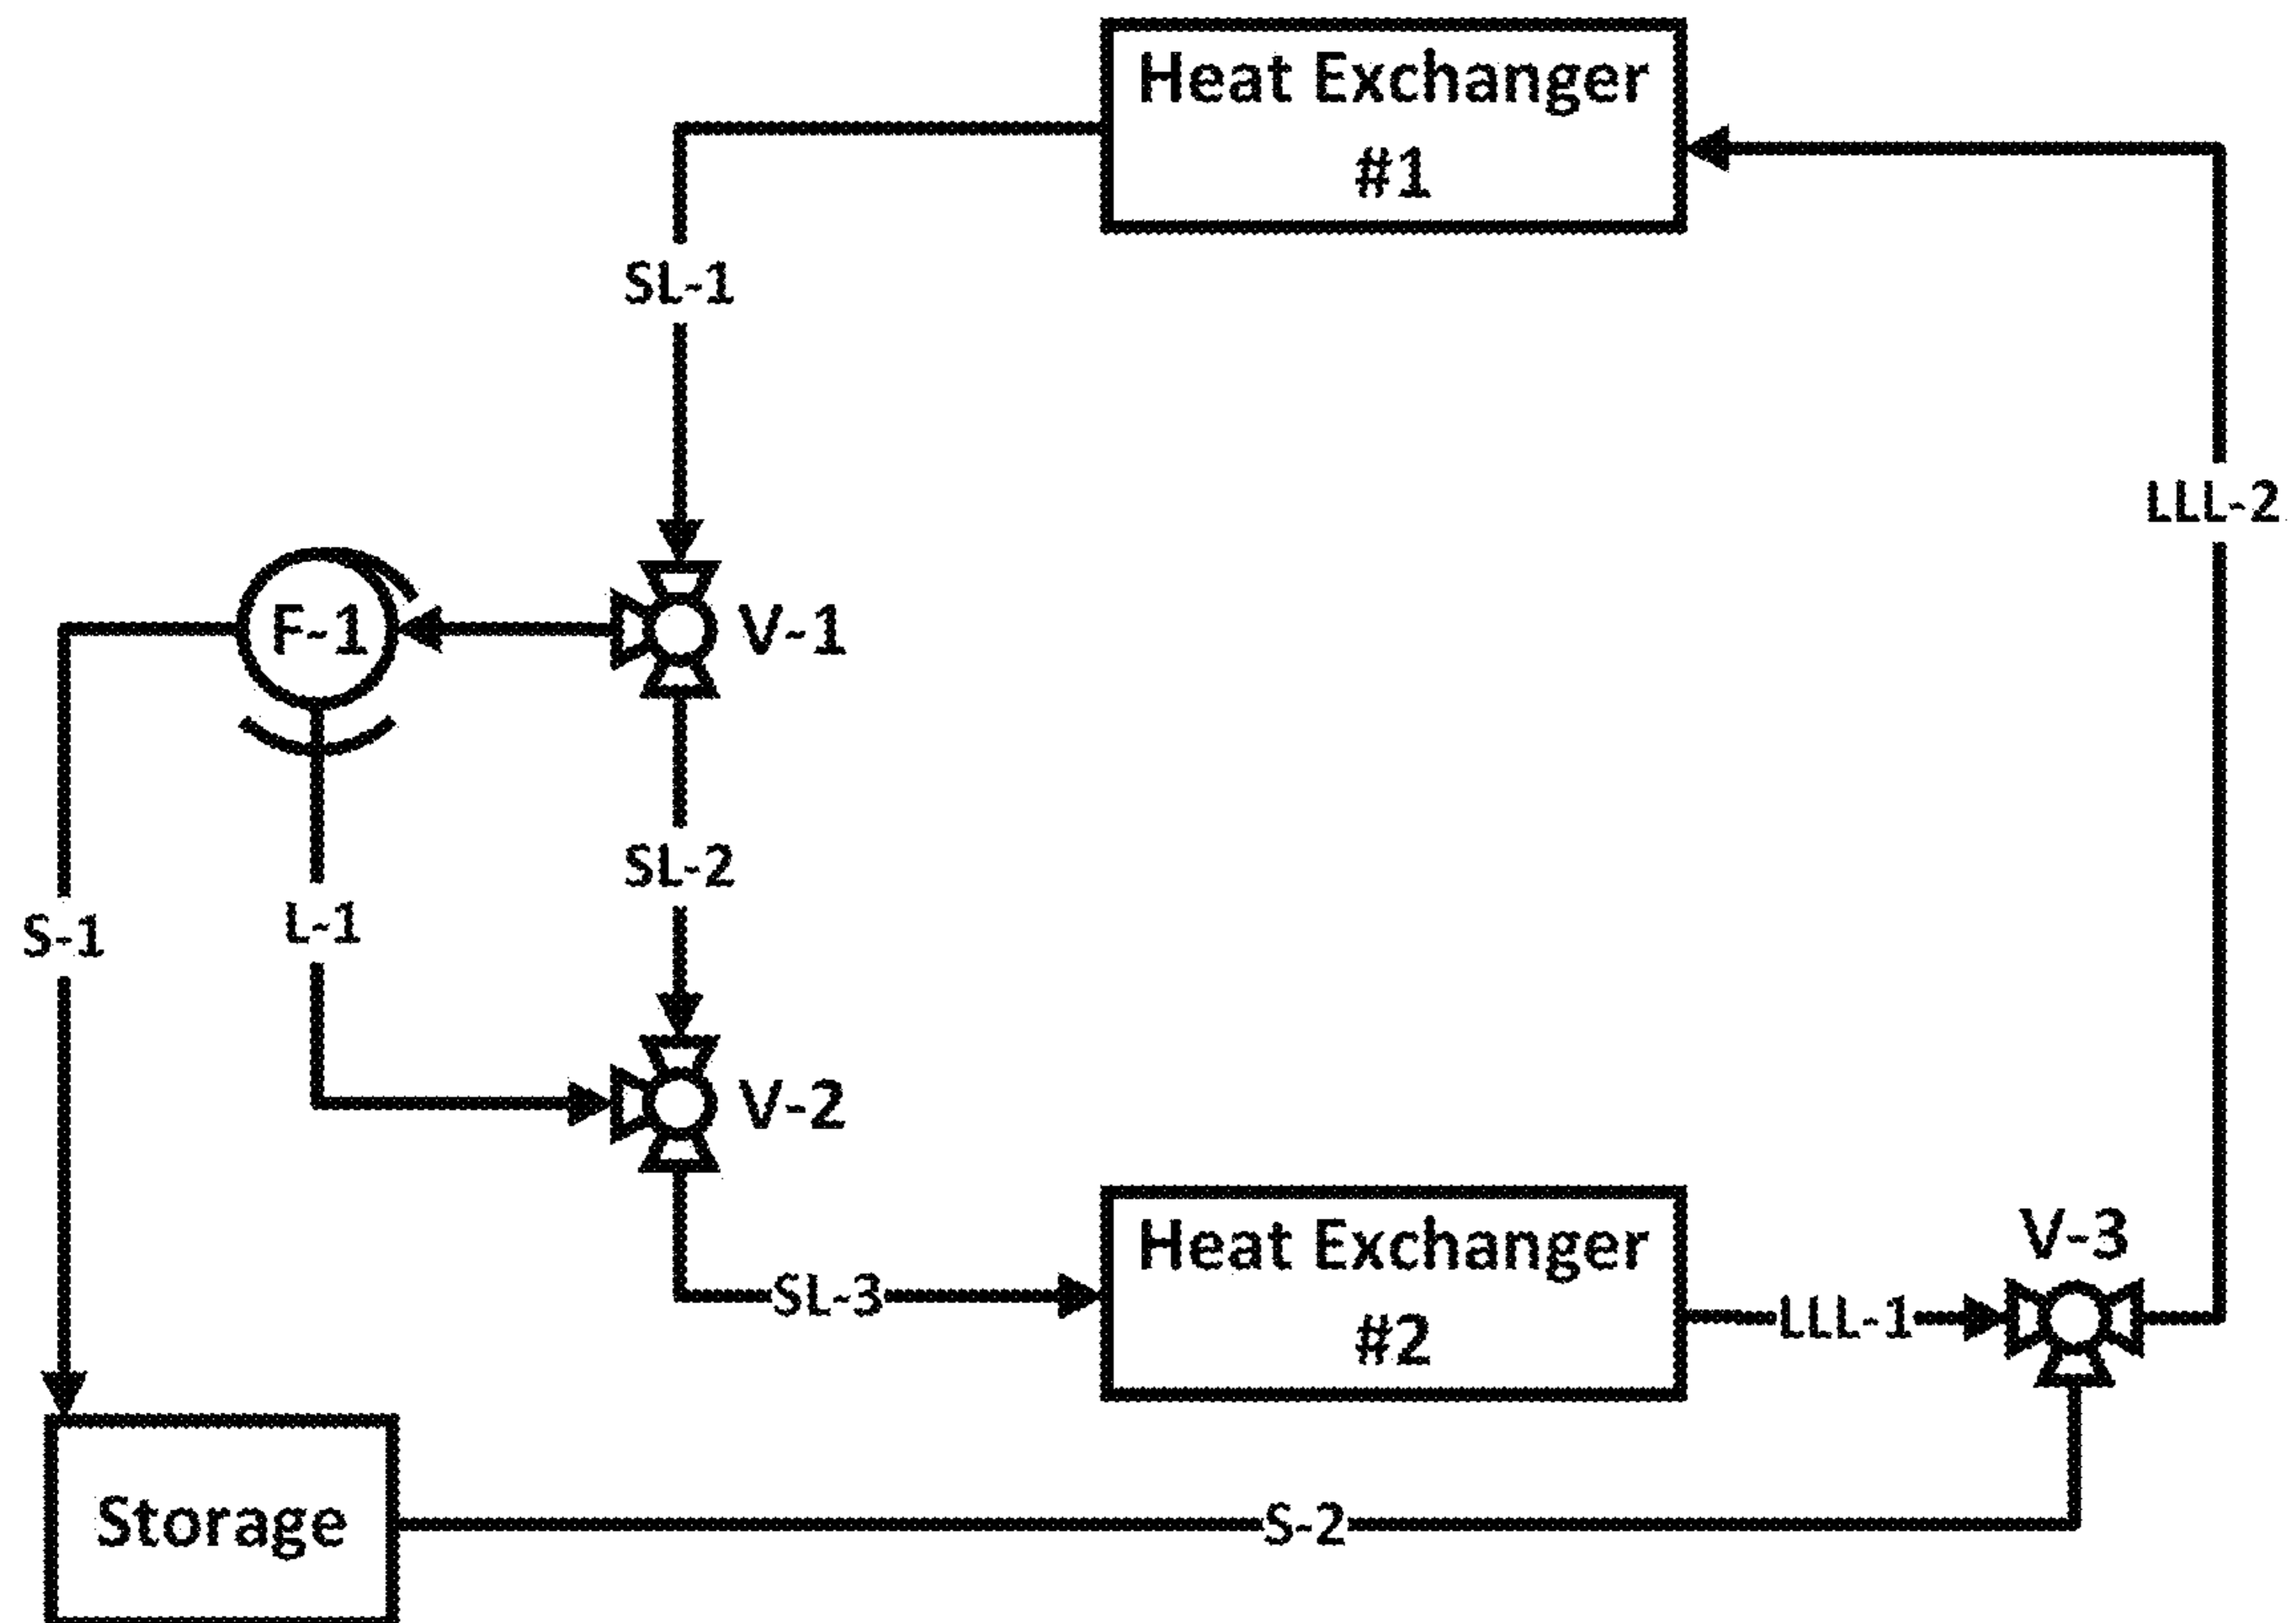 Heat Exchanger
#1
SL-1
LLL-2
F-1
V-1
SL-2
S-1
L-1
V-2
Heat Exchanger
#2
V-3
SL-3
LLL-1
Storage
S-2